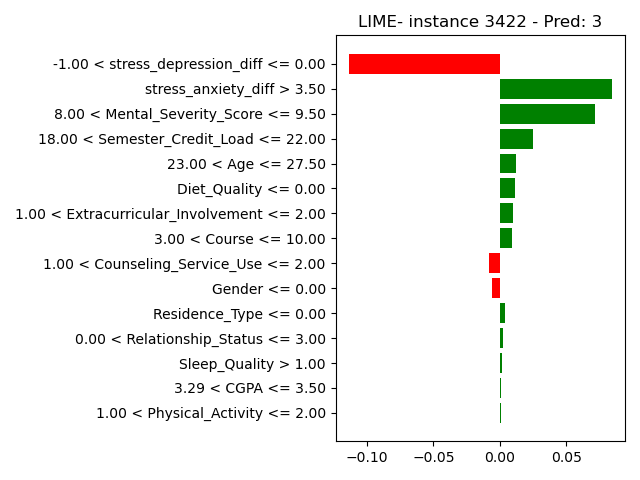 LIME- instance 3422 - Pred: 3
-1.00 < stress_depression_diff <= 0.00
stress_anxiety_diff > 3.50
8.00 < Mental_Severity_Score <= 9.50
18.00 < Semester_Credit_Load <= 22.00
23.00 < Age <= 27.50
Diet_Quality <= 0.00
1.00 < Extracurricular_Involvement <= 2.00
3.00 < Course <= 10.00
1.00 < Counseling_Service_Use <= 2.00
Gender <= 0.00
Residence_Type <= 0.00
0.00 < Relationship_Status <= 3.00
Sleep_Quality > 1.00
3.29 < CGPA <= 3.50
1.00 < Physical_Activity <= 2.00
−0.10 −0.05 0.00 0.05